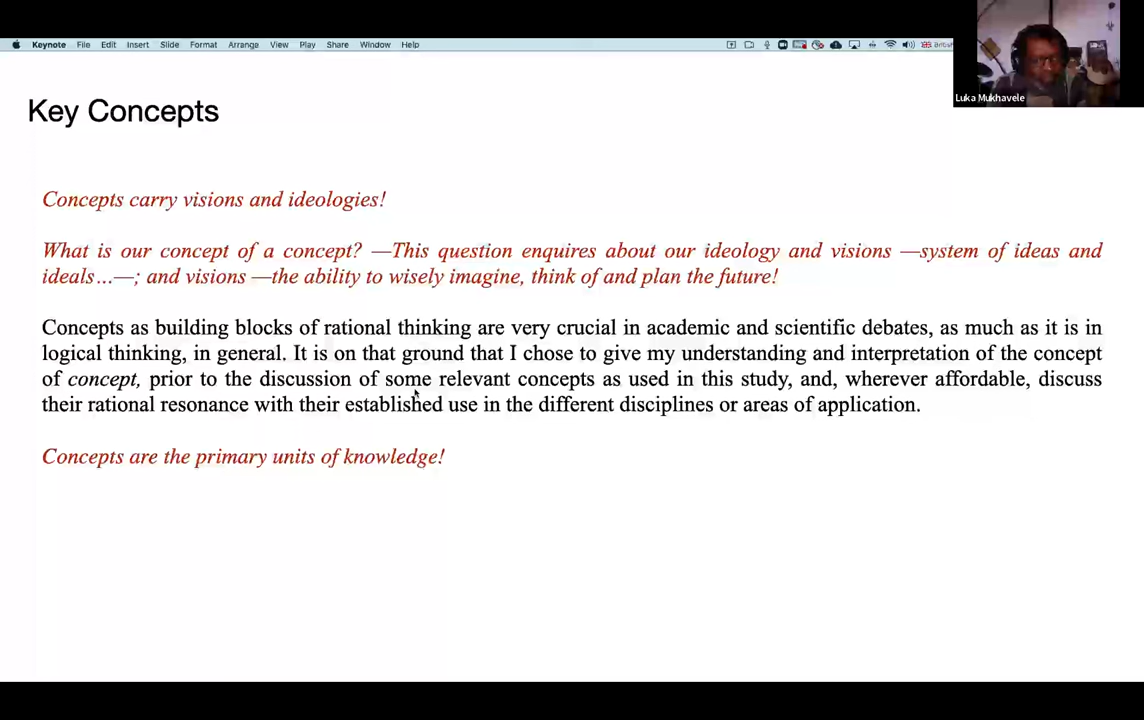 Keynote File Edit Insert Slide Format Arrange View Play Share Window Help
Luka Mukhavele
Key Concepts
Concepts carry visions and ideologies!
What is our concept of a concept? —This question enquires about our ideology and visions —system of ideas and
ideals...—; and visions —the ability to wisely imagine, think of and plan the future!
Concepts as building blocks of rational thinking are very crucial in academic and scientific debates, as much as it is in
logical thinking, in general. It is on that ground that I chose to give my understanding and interpretation of the concept
of concept, prior to the discussion of some relevant concepts as used in this study, and, wherever affordable, discuss
their rational resonance with their established use in the different disciplines or areas of application.
Concepts are the primary units of knowledge!